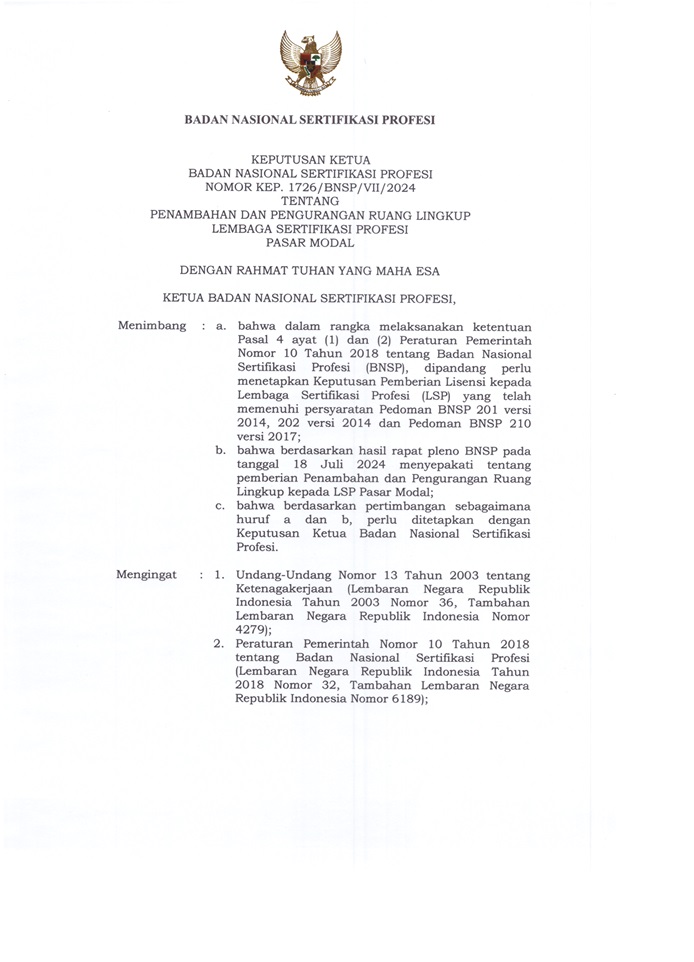 BADAN NASIONAL SERTIFIKASI PROFESI
KEPUTUSAN KETUA
BADAN NASIONAL SERTIFIKASI PROFESI
NOMOR KEP. 1726/BNSP/VII/2024
TENTANG
PENAMBAHAN DAN PENGURANGAN RUANG LINGKUP
LEMBAGA SERTIFIKASI PROFESI
PASAR MODAL
DENGAN RAHMAT TUHAN YANG MAHA ESA
KETUA BADAN NASIONAL SERTIFIKASI PROFESI,
Menimbang : a. bahwa dalam rangka melaksanakan ketentuan
Pasal 4 ayat (1) dan (2) Peraturan Pemerintah
Nomor 10 Tahun 2018 tentang Badan Nasional
Sertifikasi Profesi (BNSP), dipandang perlu
menetapkan Keputusan Pemberian Lisensi kepada
Lembaga Sertifikasi Profesi (LSP) yang telah
memenuhi persyaratan Pedoman BNSP 201 versi
2014, 202 versi 2014 dan Pedoman BNSP 210
versi 2017;
b. bahwa berdasarkan hasil rapat pleno BNSP pada
tanggal 18 Juli 2024 menyepakati tentang
pemberian Penambahan dan Pengurangan Ruang
Lingkup kepada LSP Pasar Modal;
c. bahwa berdasarkan pertimbangan sebagaimana
huruf a dan b, perlu ditetapkan dengan
Keputusan Ketua Badan Nasional Sertifikasi
Profesi.
Mengingat : 1. Undang-Undang Nomor 13 Tahun 2003 tentang
Ketenagakerjaan (Lembaran Negara Republik
Indonesia Tahun 2003 Nomor 36, Tambahan
Lembaran Negara Republik Indonesia Nomor
4279);
2. Peraturan Pemerintah Nomor 10 Tahun 2018
tentang Badan Nasional Sertifikasi Profesi
(Lembaran Negara Republik Indonesia Tahun
2018 Nomor 32, Tambahan Lembaran Negara
Republik Indonesia Nomor 6189);